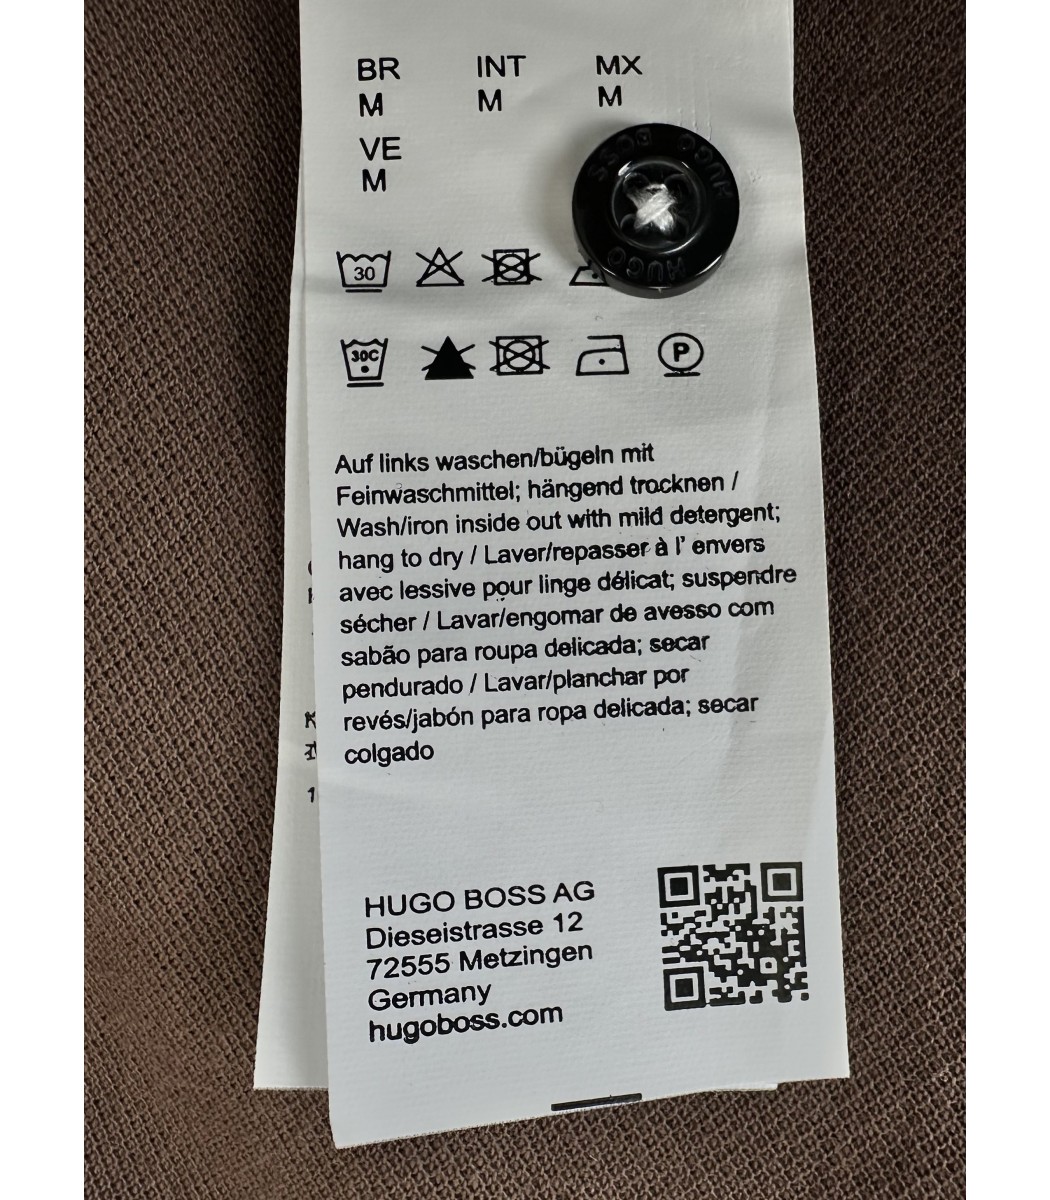 BR INT MX
M M M
VE
M
30
30C P
Auf links waschen/bügeln mit
Feinwaschmittel; hängend trocknen /
Wash/iron inside out with mild detergent;
hang to dry / Laver/repasser à l' envers
avec lessive pour linge délicat; suspendre
sécher / Lavar/engomar de avesso com
sabão para roupa delicada; secar
pendurado / Lavar/planchar por
revés/jabón para ropa delicada; secar
colgado
HUGO BOSS AG
Dieseistrasse 12
72555 Metzingen
Germany
hugoboss.com
HUGO BOSS
HUGO